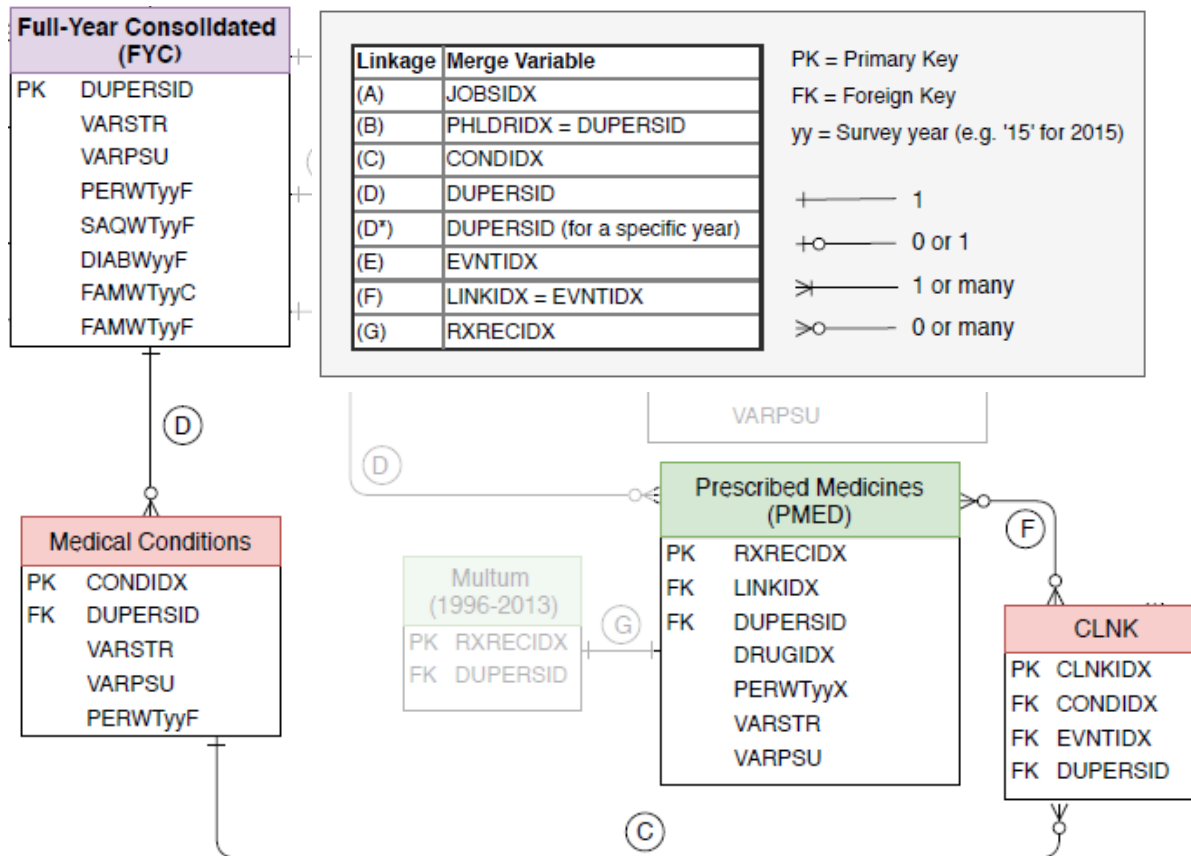 Full-Year Consolidated
(FYC)
PK DUPERSID
VARSTR
VARPSU
PERWTyyF
SAQWTyyF
DIABWyyF
FAMWTyyC
FAMWTyyF
Linkage Merge Variable
(A) JOBSIDX
(B) PHLDRIDX = DUPERSID
(C) CONDIDX
(D) DUPERSID
(D*) DUPERSID (for a specific year)
(E) EVNTIDX
(F) LINKIDX = EVNTIDX
(G) RXRECIDX
PK = Primary Key
FK = Foreign Key
yy = Survey year (e.g. '15' for 2015)
1
0 or 1
1 or many
0 or many
D
VARPSU
D
Medical Conditions
PK CONDIDX
FK DUPERSID
VARSTR
VARPSU
PERWTyyF
Multum
(1996-2013)
PK RXRECIDX
FK DUPERSID
G
Prescribed Medicines
(PMED)
PK RXRECIDX
FK LINKIDX
FK DUPERSID
DRUGIDX
PERWTyyX
VARSTR
VARPSU
F
CLNK
PK CLNKIDX
FK CONDIDX
FK EVNTIDX
FK DUPERSID
C